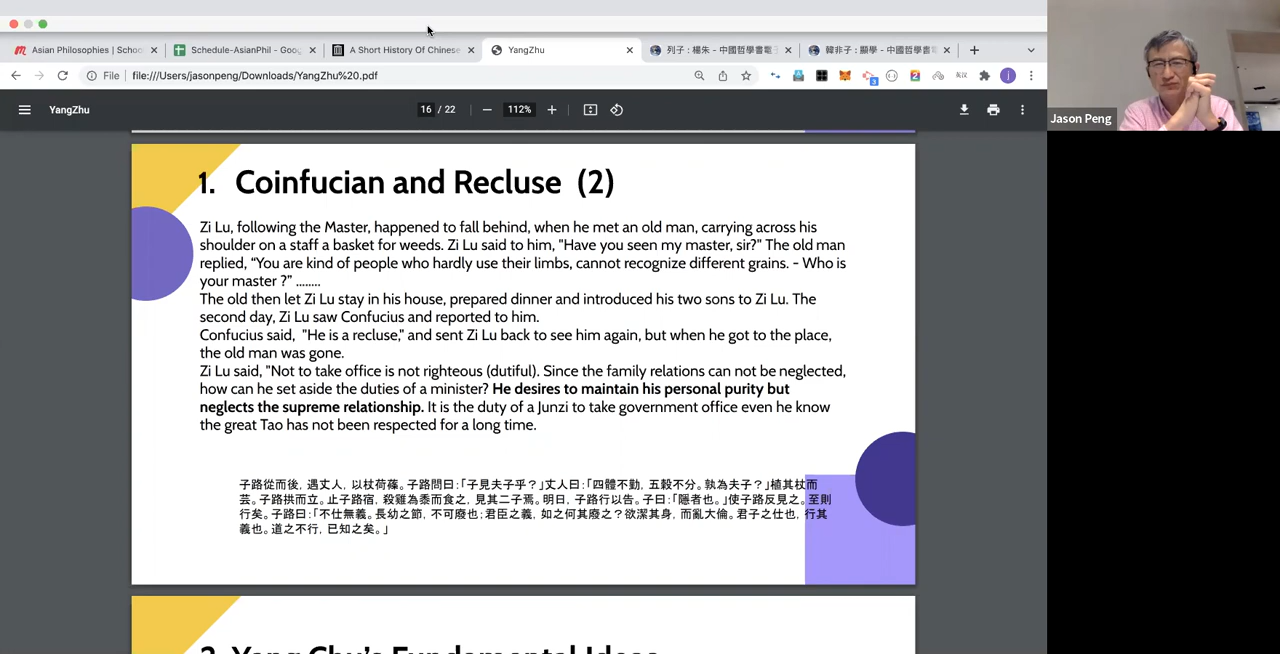 Asian Philosophies | Schoo
Schedule-AsianPhil - Goog
A Short History Of Chinese
YangZhu
列子 : 楊朱 - 中國哲學書電子
韓非子 : 顯學 - 中國哲學書電
File
file:///Users/jasonpeng/Downloads/YangZhu%20.pdf
YangZhu
16 / 22
112%
Jason Peng
1. Coinfucian and Recluse (2)
Zi Lu, following the Master, happened to fall behind, when he met an old man, carrying across his
shoulder on a staff a basket for weeds. Zi Lu said to him, "Have you seen my master, sir?" The old man
replied, “You are kind of people who hardly use their limbs, cannot recognize different grains. - Who is
your master ?” ........
The old then let Zi Lu stay in his house, prepared dinner and introduced his two sons to Zi Lu. The
second day, Zi Lu saw Confucius and reported to him.
Confucius said, "He is a recluse," and sent Zi Lu back to see him again, but when he got to the place,
the old man was gone.
Zi Lu said, "Not to take office is not righteous (dutiful). Since the family relations can not be neglected,
how can he set aside the duties of a minister? He desires to maintain his personal purity but
neglects the supreme relationship. It is the duty of a Junzi to take government office even he know
the great Tao has not been respected for a long time.
子路從而後，遇丈人，以杖荷蓧。子路問曰：「子見夫子乎？」丈人曰：「四體不勤，五穀不分。孰為夫子？」植其杖而
芸。子路拱而立。止子路宿，殺雞為黍而食之，見其二子焉。明日，子路行以告。子曰：「隱者也。」使子路反見之。至則
行矣。子路曰：「不仕無義。長幼之節，不可廢也；君臣之義，如之何其廢之？欲潔其身，而亂大倫。君子之仕也，行其
義也。道之不行，已知之矣。」
2. Yang Chu's Fundamental Ideas